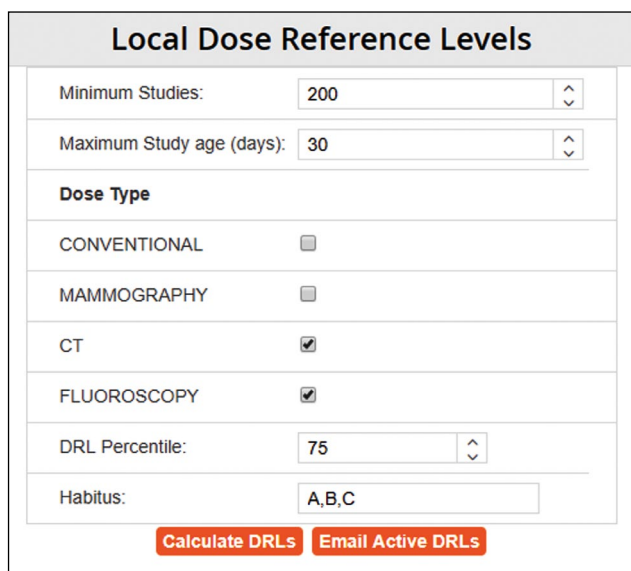 Local Dose Reference Levels
Minimum Studies: 200
Maximum Study age (days): 30
Dose Type
CONVENTIONAL
MAMMOGRAPHY
CT
FLUOROSCOPY
DRL Percentile: 75
Habitus: A,B,C
Calculate DRLs Email Active DRLs